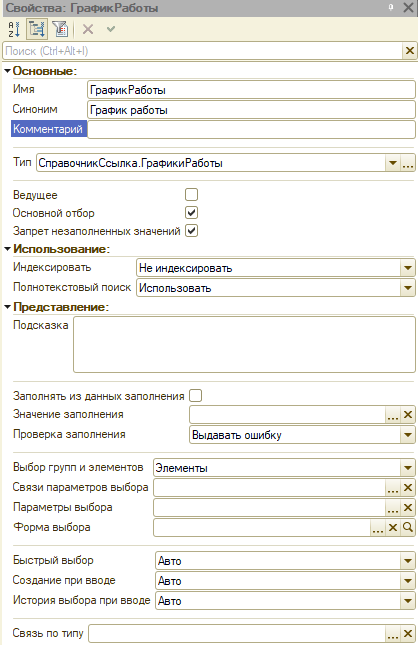 Свойства: ГрафикРаботы
Поиск (Ctrl+Alt+I)
Основные:
Имя ГрафикРаботы
Синоним График работы
Комментарий
Тип СправочникСсылка.ГрафикиРаботы
Ведущее
Основной отбор
Запрет незаполненных значений
Использование:
Индексировать Не индексировать
Полнотекстовый поиск Использовать
Представление:
Подсказка
Заполнять из данных заполнения
Значение заполнения
Проверка заполнения Выдавать ошибку
Выбор групп и элементов Элементы
Связи параметров выбора
Параметры выбора
Форма выбора
Быстрый выбор Авто
Создание при вводе Авто
История выбора при вводе Авто
Связь по типу